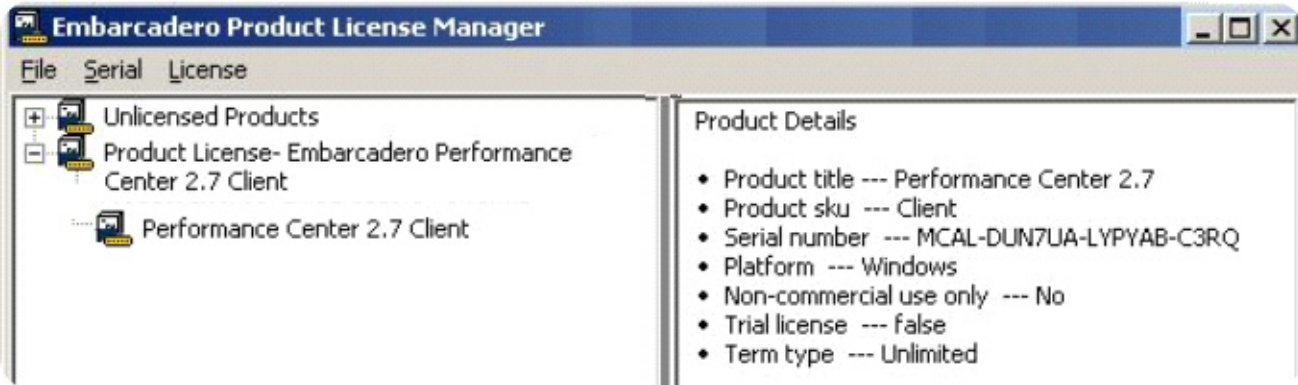 Embarcadero Product License Manager
File Serial License
Unlicensed Products
Product License- Embarcadero Performance
Center 2.7 Client
Performance Center 2.7 Client
Product Details
• Product title --- Performance Center 2.7
• Product sku --- Client
• Serial number --- MCAL-DUN7UA-LYPYAB-C3RQ
• Platform --- Windows
• Non-commercial use only --- No
• Trial license --- false
• Term type --- Unlimited